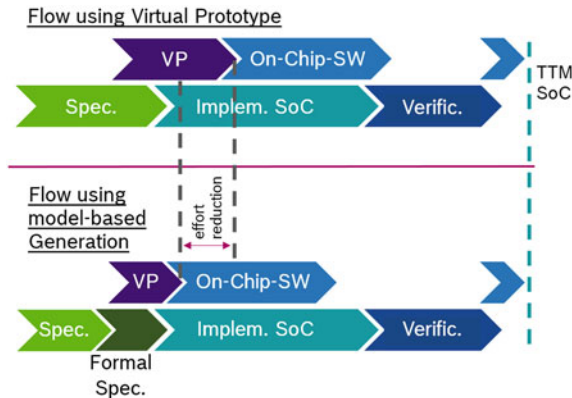 Flow using Virtual Prototype
VP
On-Chip-SW
TTM
SoC
Spec.
Implem. SoC
Verific.
Flow using
model-based
Generation
effort
reduction
VP
On-Chip-SW
Spec.
Implem. SoC
Verific.
Formal
Spec.